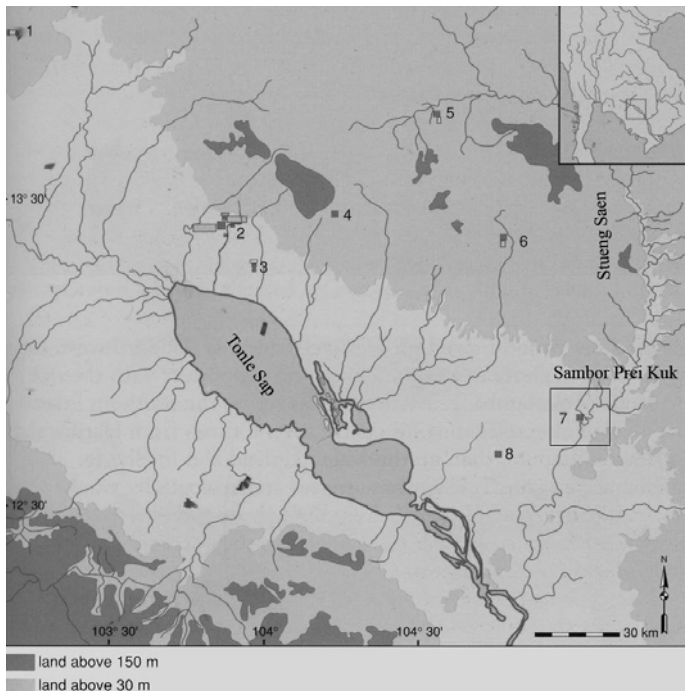 1
5
13° 30'
4
2
6
3
Stueng Saen
Tonle Sap
Sambor Prei Kuk
7
8
12° 30'
N
103° 30'
104°
104° 30'
30 km
land above 150 m
land above 30 m